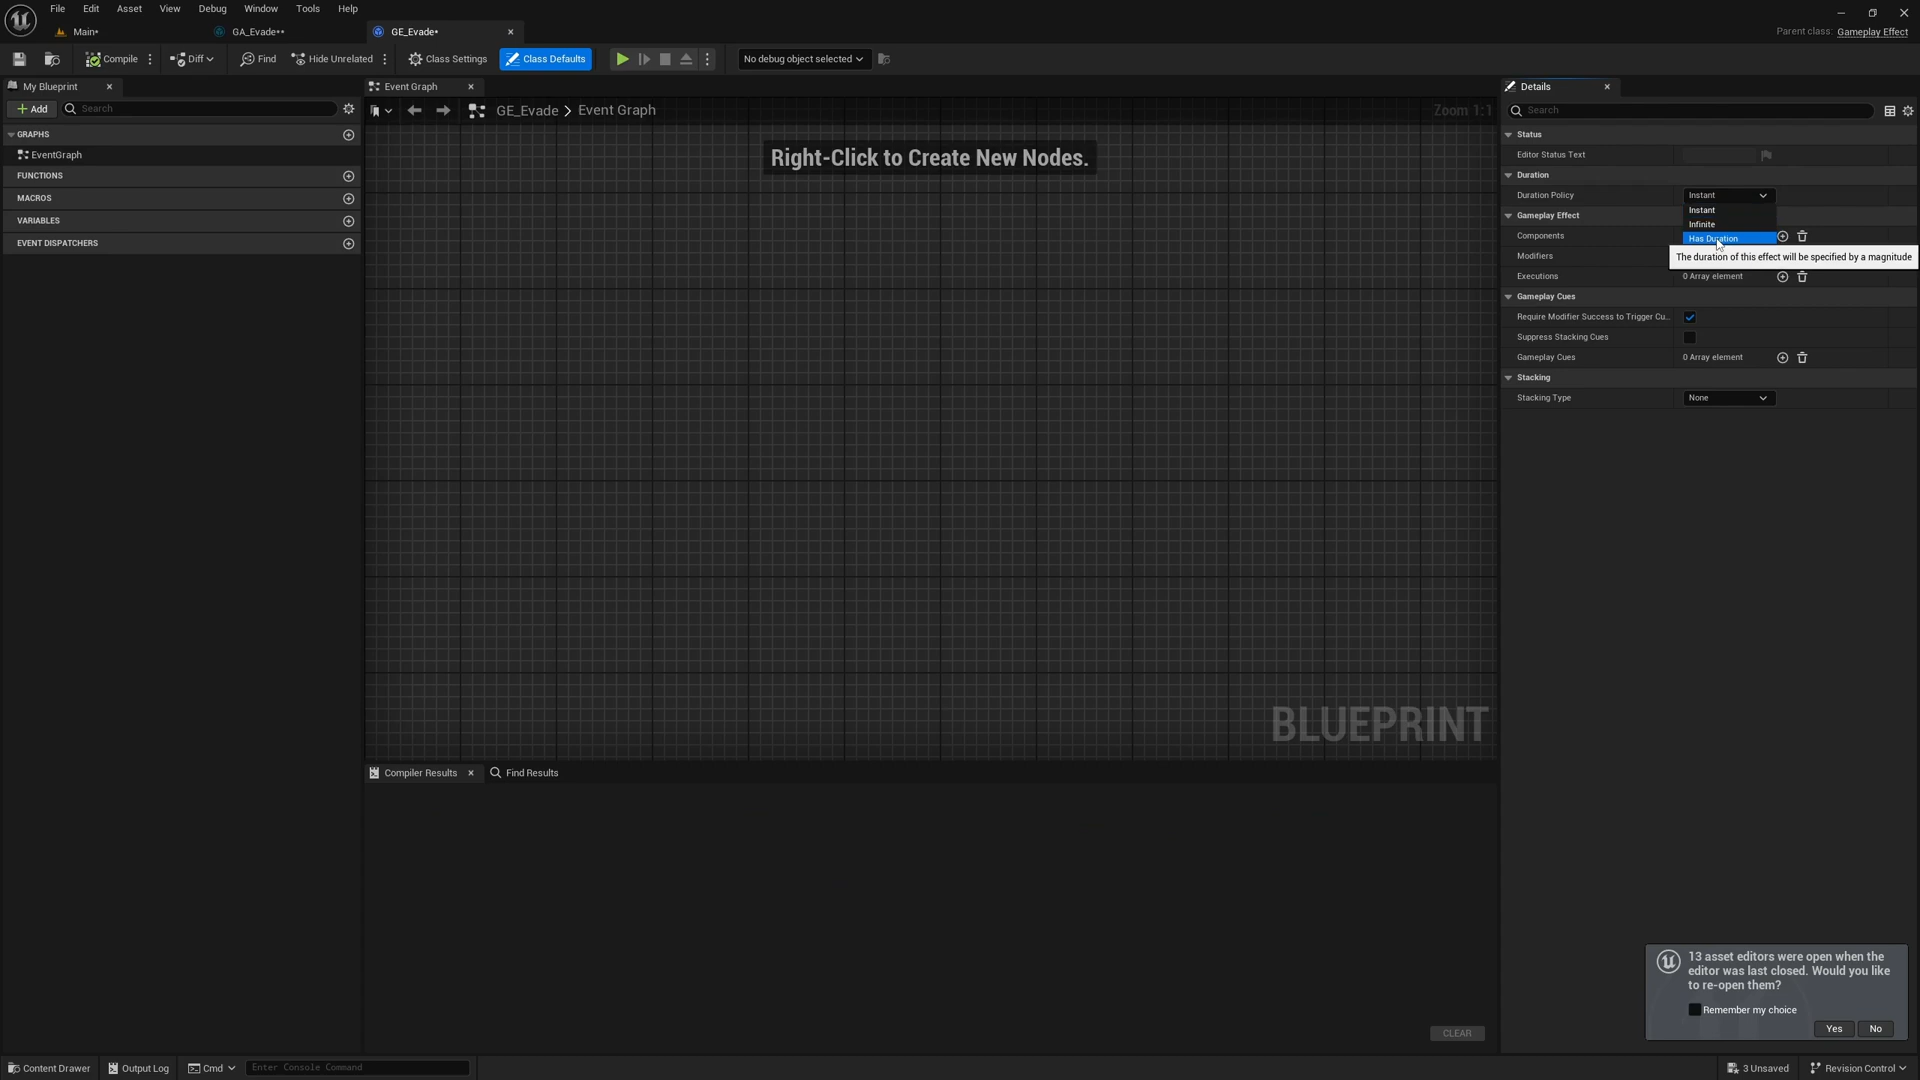 File Edit Asset View Debug Window Tools Help
Main* GA_Evade** GE_Evade*
Parent class: Gameplay Effect
Compile Diff Find Hide Unrelated Class Settings Class Defaults No debug object selected
My Blueprint
Event Graph
Details
Add Search
GE_Evade > Event Graph
Zoom 1:1
Search
GRAPHS
EventGraph
FUNCTIONS
MACROS
VARIABLES
EVENT DISPATCHERS
Right-Click to Create New Nodes.
BLUEPRINT
Status
Editor Status Text
Duration
Duration Policy Instant
Instant
Infinite
Has Duration
The duration of this effect will be specified by a magnitude
Gameplay Effect
Components
Modifiers
Executions 0 Array element
Gameplay Cues
Require Modifier Success to Trigger Cu...
Suppress Stacking Cues
Gameplay Cues 0 Array element
Stacking
Stacking Type None
Compiler Results Find Results
CLEAR
13 asset editors were open when the
editor was last closed. Would you like
to re-open them?
Remember my choice
Yes No
Content Drawer Output Log Cmd Enter Console Command 3 Unsaved Revision Control